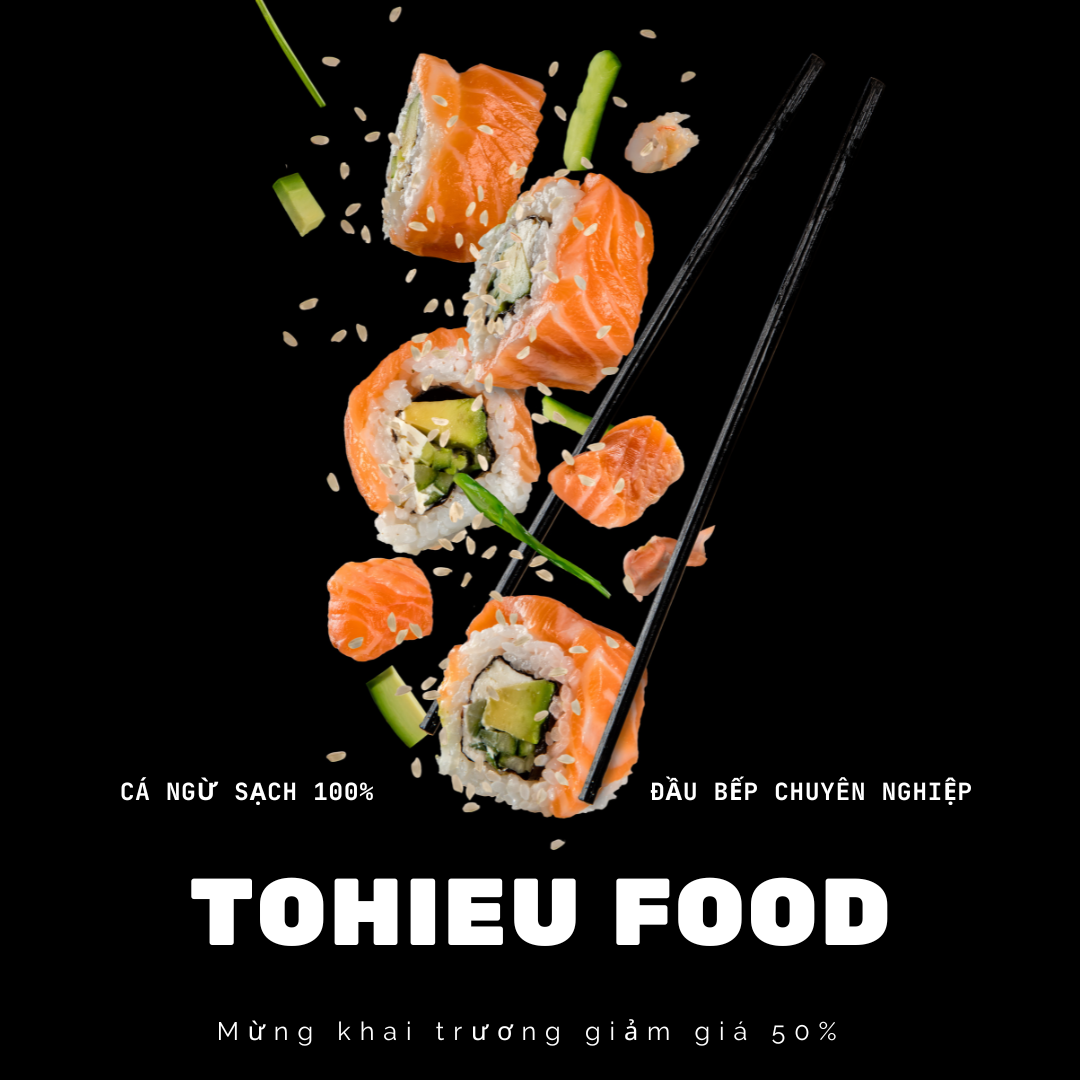 CÁ NGỪ SẠCH 100%
ĐẦU BẾP CHUYÊN NGHIỆP
TOHIEU FOOD
Mừng khai trương giảm giá 50%